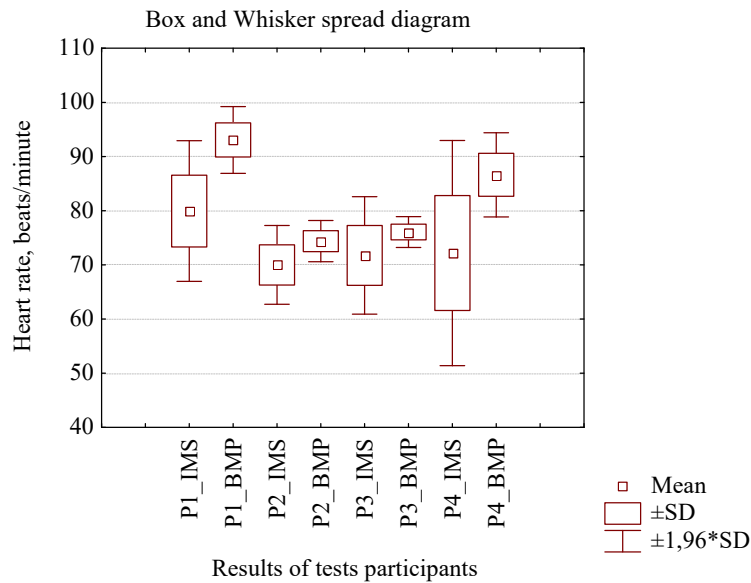 Box and Whisker spread diagram
Heart rate, beats/minute
110
100
90
80
70
60
50
40
P1_IMS
P1_BMP
P2_IMS
P2_BMP
P3_IMS
P3_BMP
P4_IMS
P4_BMP
Results of tests participants
Mean
±SD
±1,96*SD